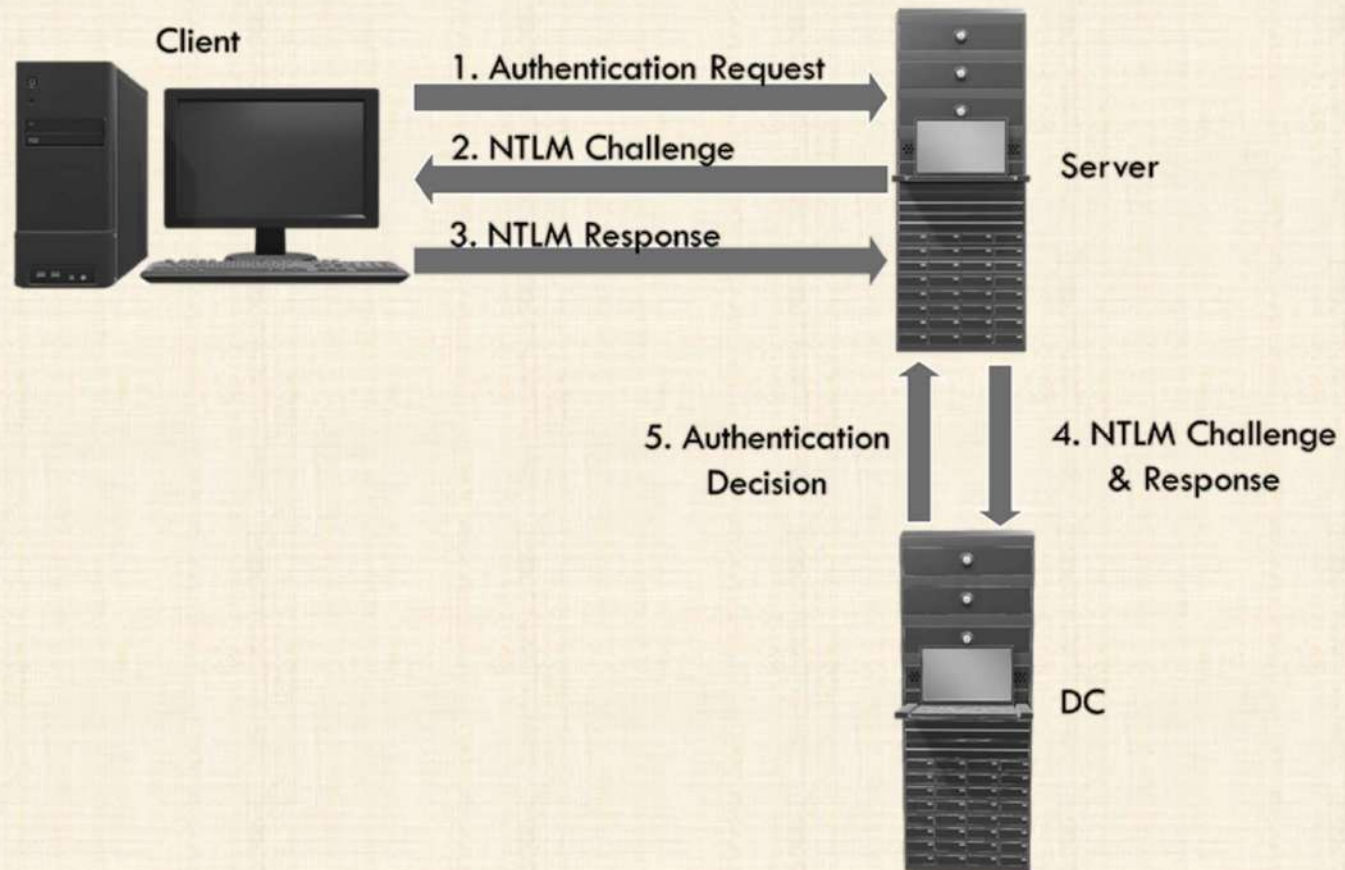 Client
1. Authentication Request
2. NTLM Challenge
Server
3. NTLM Response
5. Authentication
Decision
4. NTLM Challenge
& Response
DC